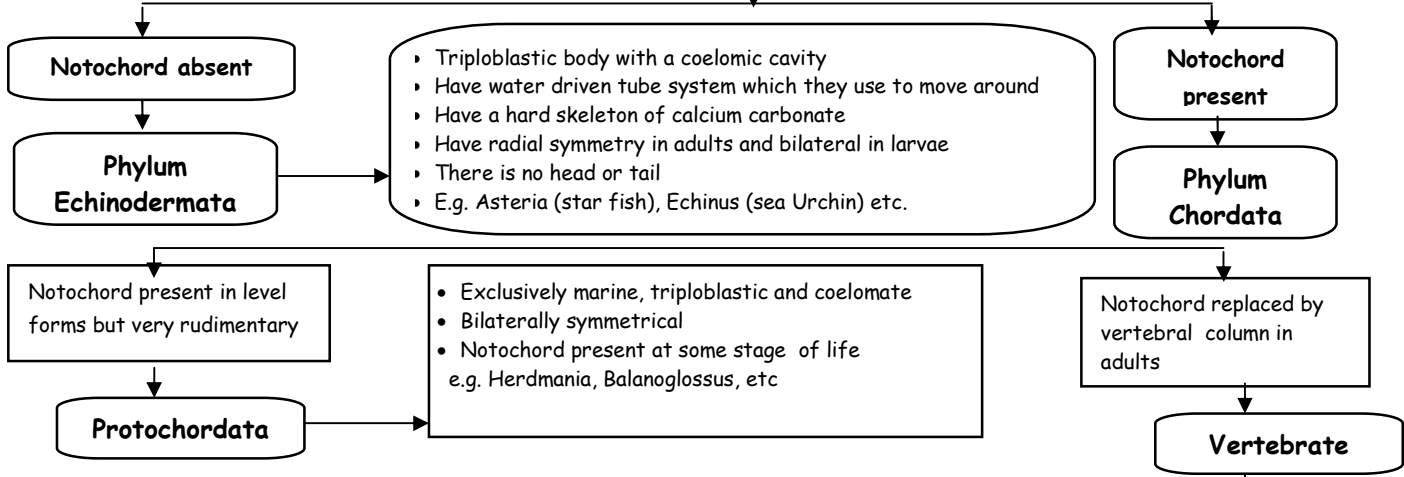 Notochord absent
• Triploblastic body with a coelomic cavity
• Have water driven tube system which they use to move around
• Have a hard skeleton of calcium carbonate
• Have radial symmetry in adults and bilateral in larvae
• There is no head or tail
• E.g. Asteria (star fish), Echinus (sea Urchin) etc.
Notochord
present
Phylum
Echinodermata
Phylum
Chordata
Notochord present in level
forms but very rudimentary
• Exclusively marine, triploblastic and coelomate
• Bilaterally symmetrical
• Notochord present at some stage of life
e.g. Herdmania, Balanoglossus, etc
Notochord replaced by
vertebral column in
adults
Protochordata
Vertebrate